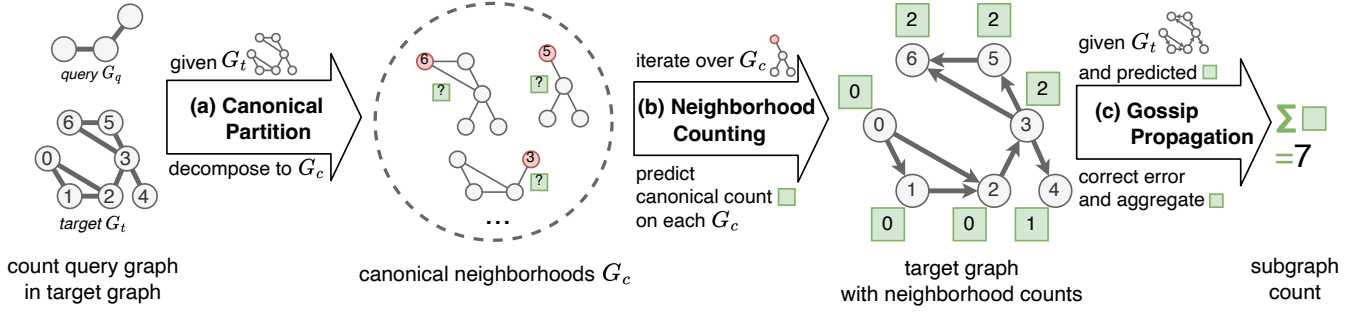 query G_q
6 5
0 3
1 2 4
target G_t
count query graph
in target graph
given G_t
(a) Canonical
Partition
decompose to G_c
6
?
5
?
3
?
...
canonical neighborhoods G_c
iterate over G_c
(b) Neighborhood
Counting
predict
canonical count
on each G_c
2 2
6 5
0 2
0 3
1 2 4
0 0 1
target graph
with neighborhood counts
given G_t
and predicted
(c) Gossip
Propagation
correct error
and aggregate
Σ
=7
subgraph
count